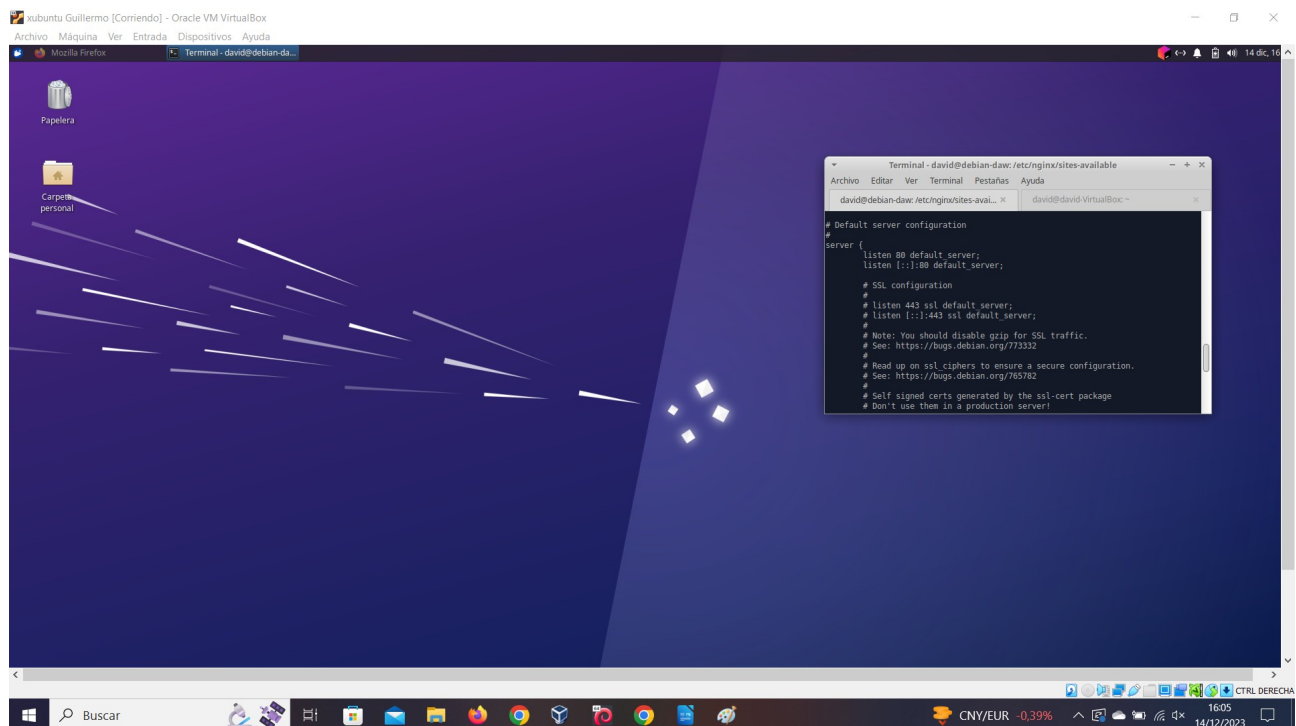 xubuntu Guillermo [Corriendo] - Oracle VM VirtualBox
Archivo Máquina Ver Entrada Dispositivos Ayuda
Mozilla Firefox Terminal - david@debian-da... 14 dic, 16
Papelera
Carpeta
personal
Terminal - david@debian-daw: /etc/nginx/sites-available
Archivo Editar Ver Terminal Pestañas Ayuda
david@debian-daw: /etc/nginx/sites-avai... david@david-VirtualBox: ~
# Default server configuration
#
server {
listen 80 default_server;
listen [::]:80 default_server;
# SSL configuration
#
# listen 443 ssl default_server;
# listen [::]:443 ssl default_server;
#
# Note: You should disable gzip for SSL traffic.
# See: https://bugs.debian.org/773332
#
# Read up on ssl_ciphers to ensure a secure configuration.
# See: https://bugs.debian.org/765782
#
# Self signed certs generated by the ssl-cert package
# Don't use them in a production server!
CTRL DERECHA
Buscar CNY/EUR -0,39% 16:05
14/12/2023